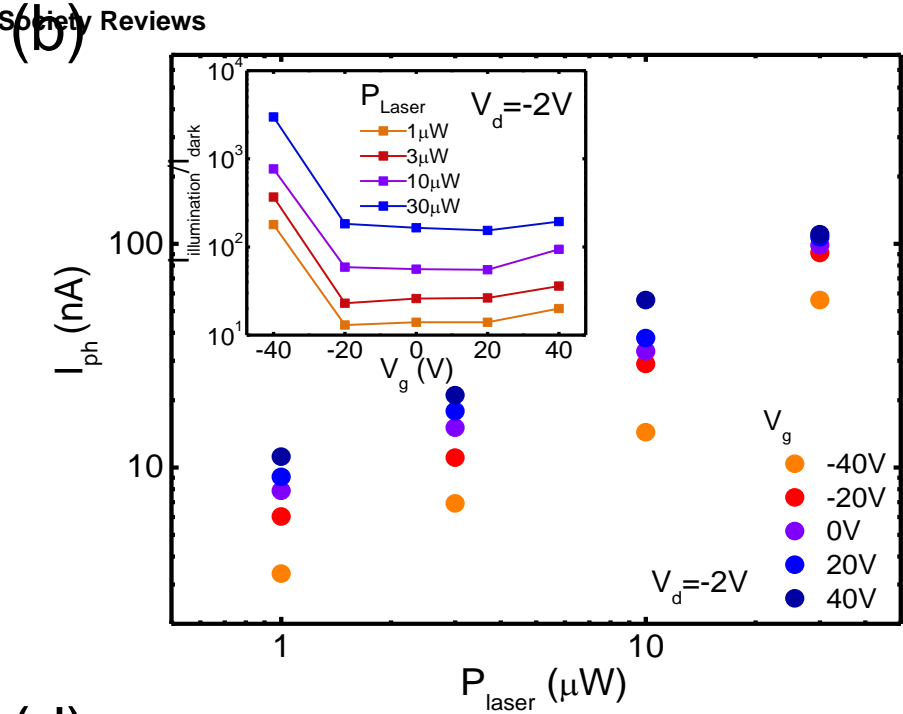 Society Reviews
(b)
I_ph (nA)
100
10
1
10
P_laser (μW)
I_illumination/I_dark
10^4
10^3
10^2
10^1
-40
-20
0
20
40
V_g (V)
P_Laser
V_d=-2V
1μW
3μW
10μW
30μW
V_g
-40V
-20V
0V
20V
40V
V_d=-2V